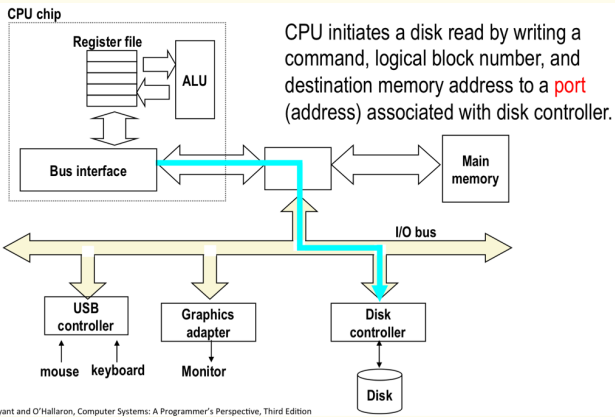 CPU chip
Register file
ALU
CPU initiates a disk read by writing a
command, logical block number, and
destination memory address to a port
(address) associated with disk controller.
Bus interface
Main
memory
I/O bus
USB
controller
Graphics
adapter
Disk
controller
mouse keyboard
Monitor
Disk
yant and O’Hallaron, Computer Systems: A Programmer’s Perspective, Third Edition